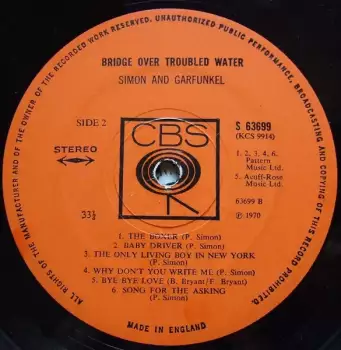 ALL RIGHTS OF THE MANUFACTURER AND OF THE OWNER OF THE RECORDED WORK RESERVED. UNAUTHORIZED PUBLIC PERFORMANCE, BROADCASTING AND COPYING OF THIS RECORD PROHIBITED.
BRIDGE OVER TROUBLED WATER
SIMON AND GARFUNKEL
SIDE 2
CBS
S 63699
(KCS 9914)
STEREO
1, 2, 3, 4, 6.
Pattern
Music Ltd.
5. Acuff-Rose
Music Ltd.
63699 B
33⅓
℗ 1970
1. THE BOXER (P. Simon)
2. BABY DRIVER (P. Simon)
3. THE ONLY LIVING BOY IN NEW YORK
(P. Simon)
4. WHY DON'T YOU WRITE ME (P. Simon)
5. BYE BYE LOVE (B. Bryant/F. Bryant)
6. SONG FOR THE ASKING
(P. Simon)
MADE IN ENGLAND